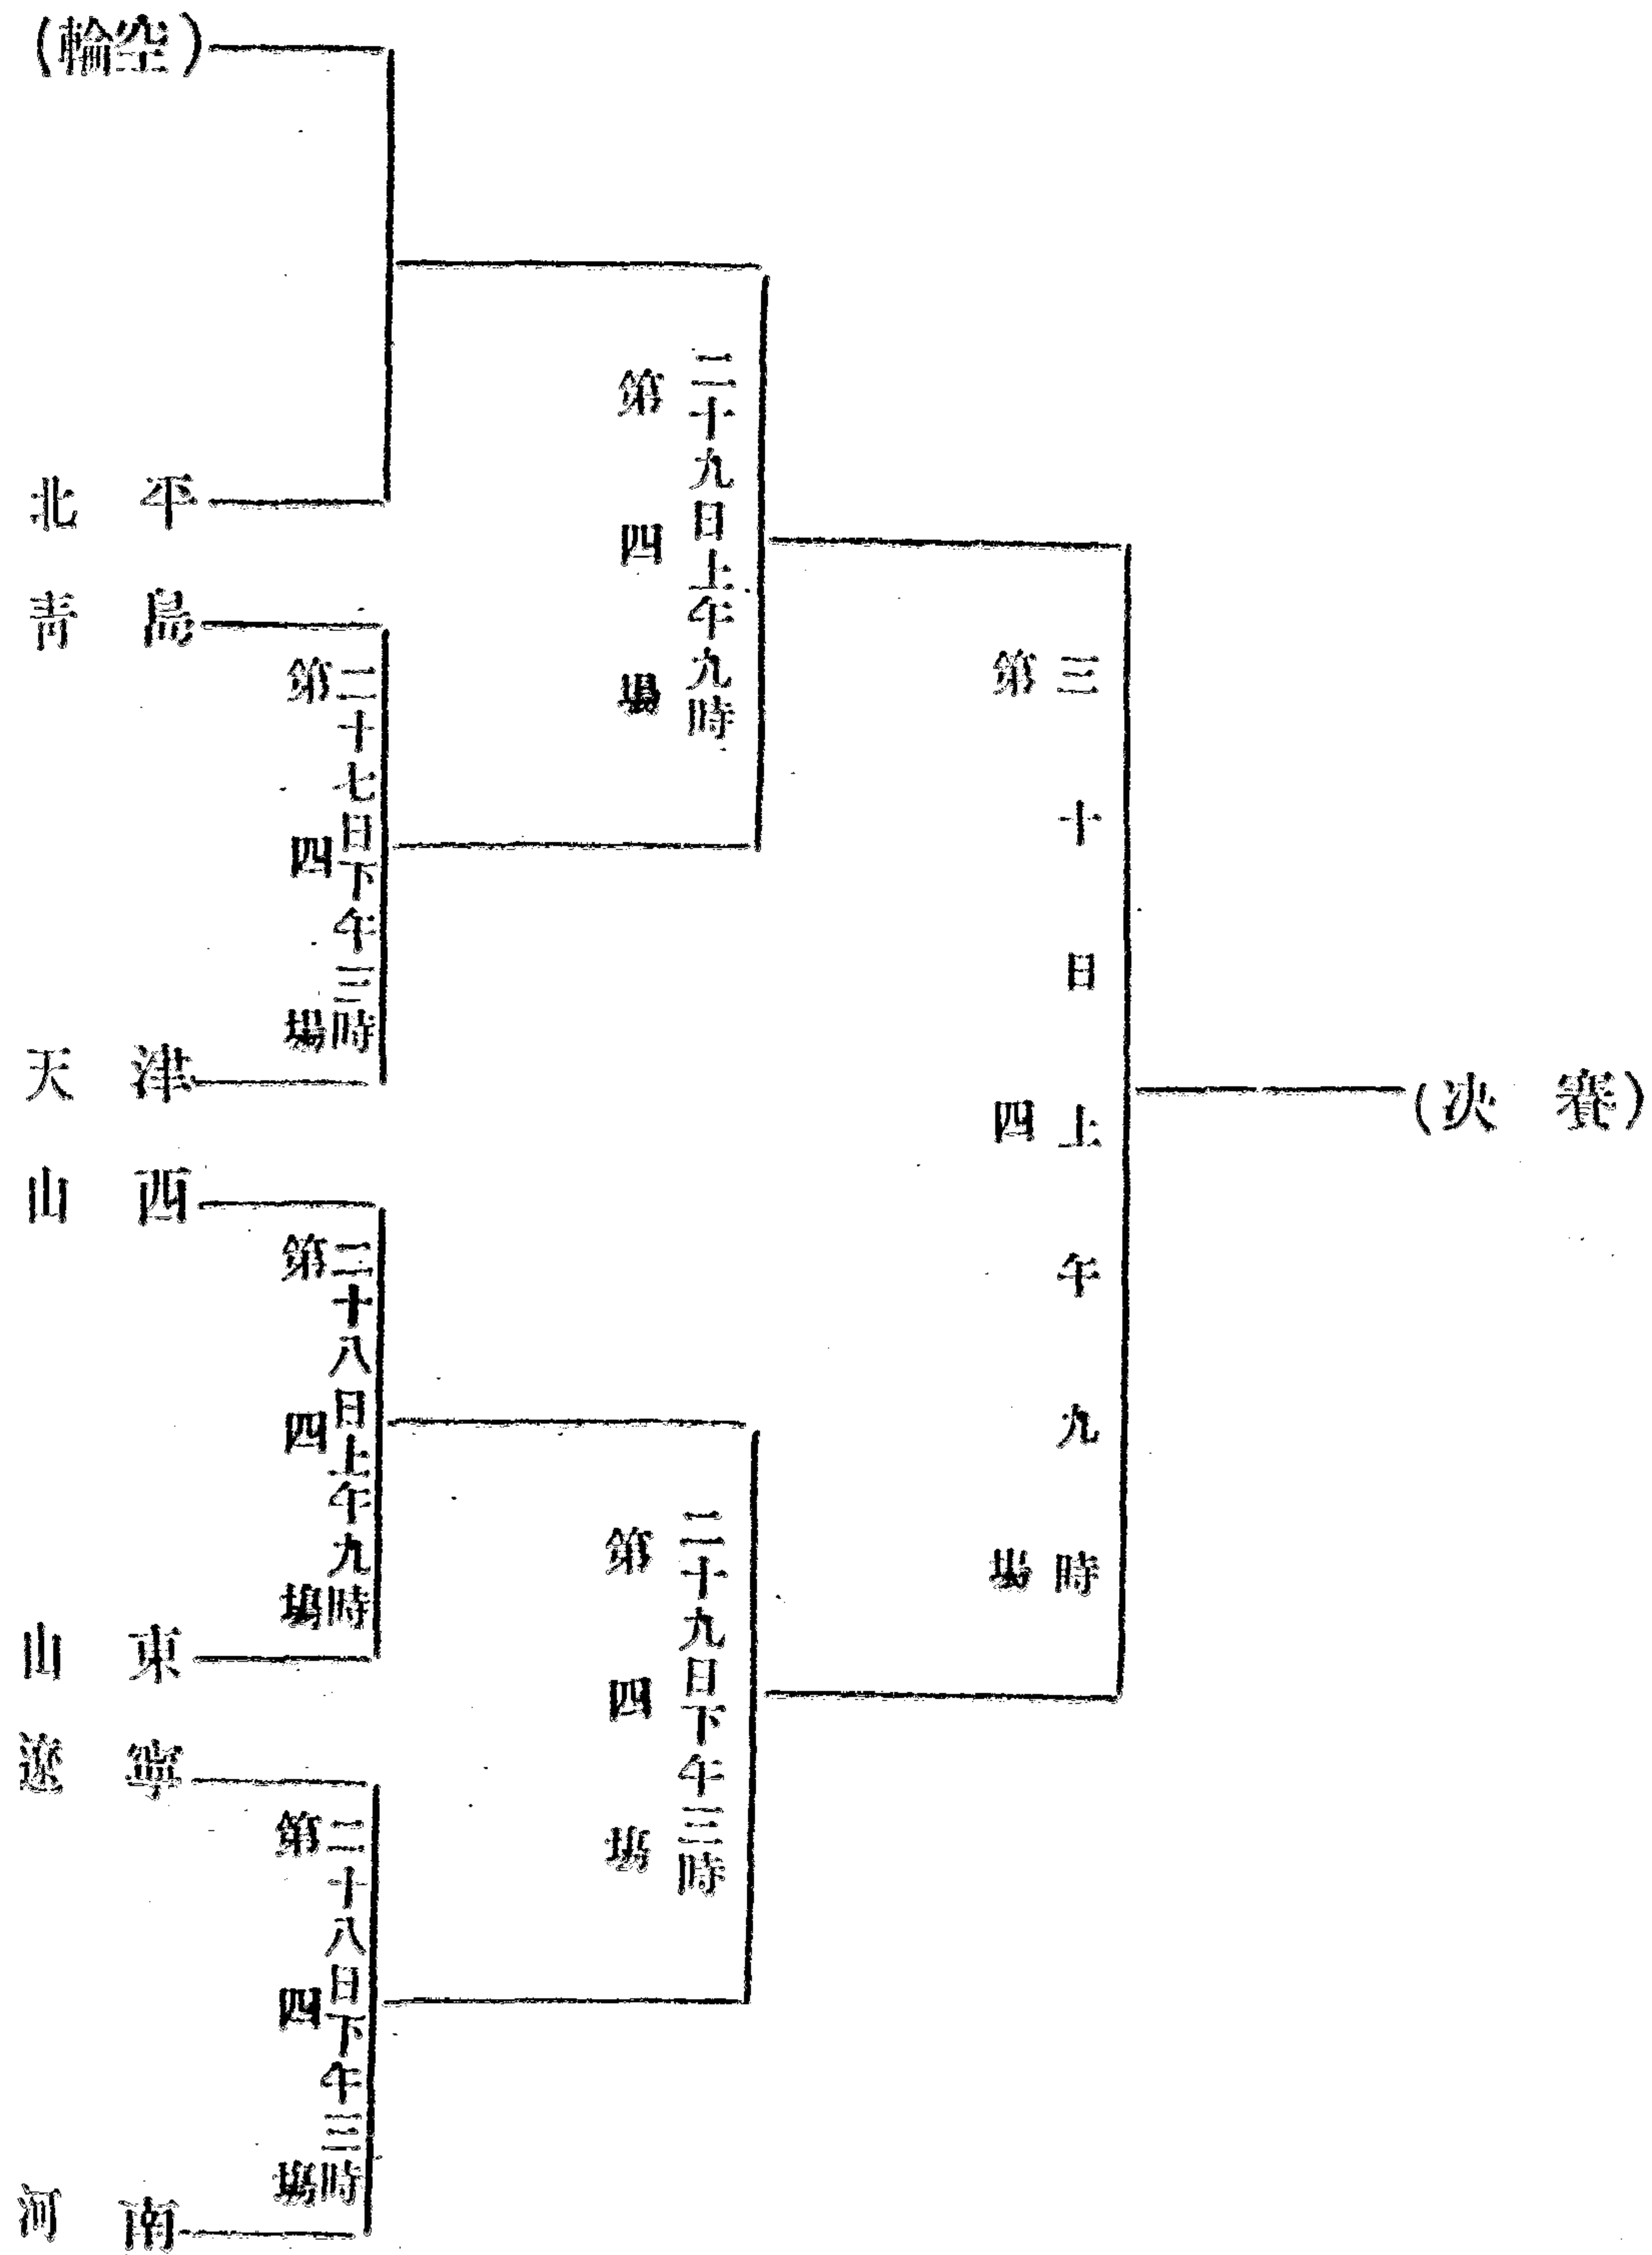 (輪空)
北平
青島
二十七日下午三時
第四場
天津
山西
二十八日上午九時
第四場
山東
遼寧
二十八日下午三時
第四場
河南
二十九日上午九時
第四場
二十九日下午三時
第四場
三十日上午九時
第四場
(決賽)